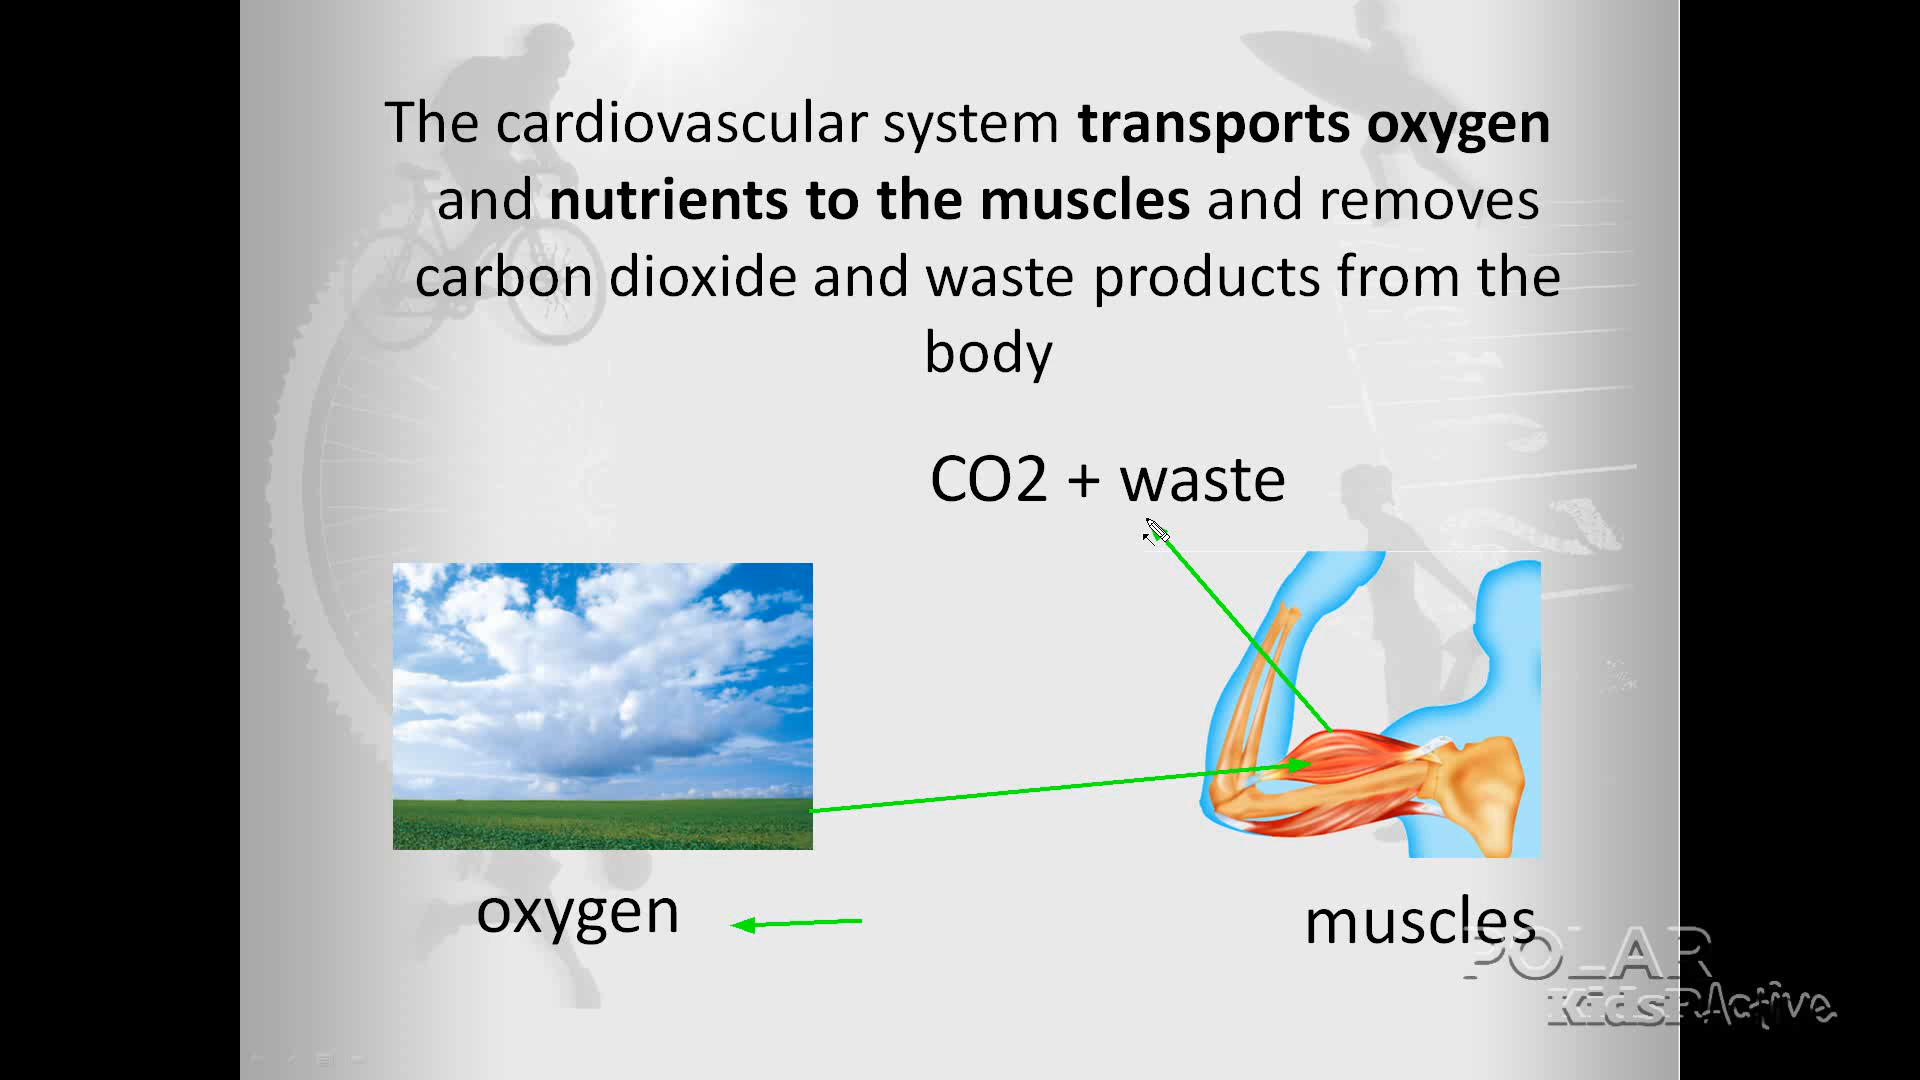 The cardiovascular system transports oxygen
and nutrients to the muscles and removes
carbon dioxide and waste products from the
body
CO2 + waste
oxygen
muscles
POLAR
KidsRActive